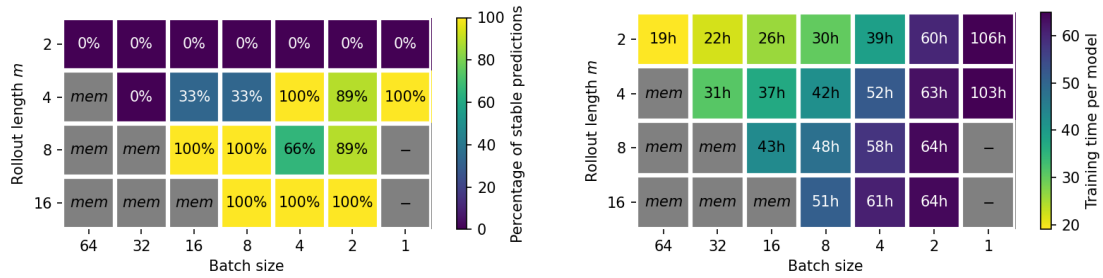 2
0% 0% 0% 0% 0% 0% 0%
4
mem 0% 33% 33% 100% 89% 100%
8
mem mem 100% 100% 66% 89% –
16
mem mem mem 100% 100% 100% –
64 32 16 8 4 2 1
Batch size
Rollout length m
100
80
60
40
20
0
Percentage of stable predictions
2
19h 22h 26h 30h 39h 60h 106h
4
mem 31h 37h 42h 52h 63h 103h
8
mem mem 43h 48h 58h 64h –
16
mem mem mem 51h 61h 64h –
64 32 16 8 4 2 1
Batch size
Rollout length m
60
50
40
30
20
Training time per model